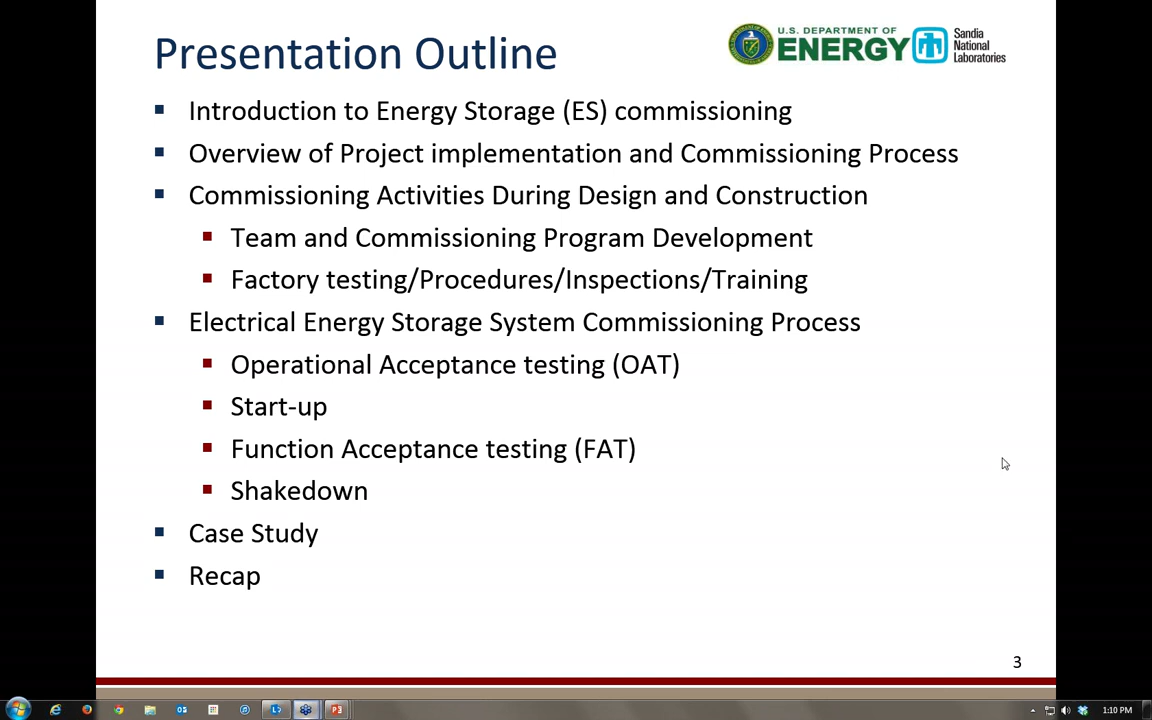 Presentation Outline
U.S. DEPARTMENT OF
ENERGY
Sandia
National
Laboratories
Introduction to Energy Storage (ES) commissioning
Overview of Project implementation and Commissioning Process
Commissioning Activities During Design and Construction
Team and Commissioning Program Development
Factory testing/Procedures/Inspections/Training
Electrical Energy Storage System Commissioning Process
Operational Acceptance testing (OAT)
Start-up
Function Acceptance testing (FAT)
Shakedown
Case Study
Recap
3
1:10 PM